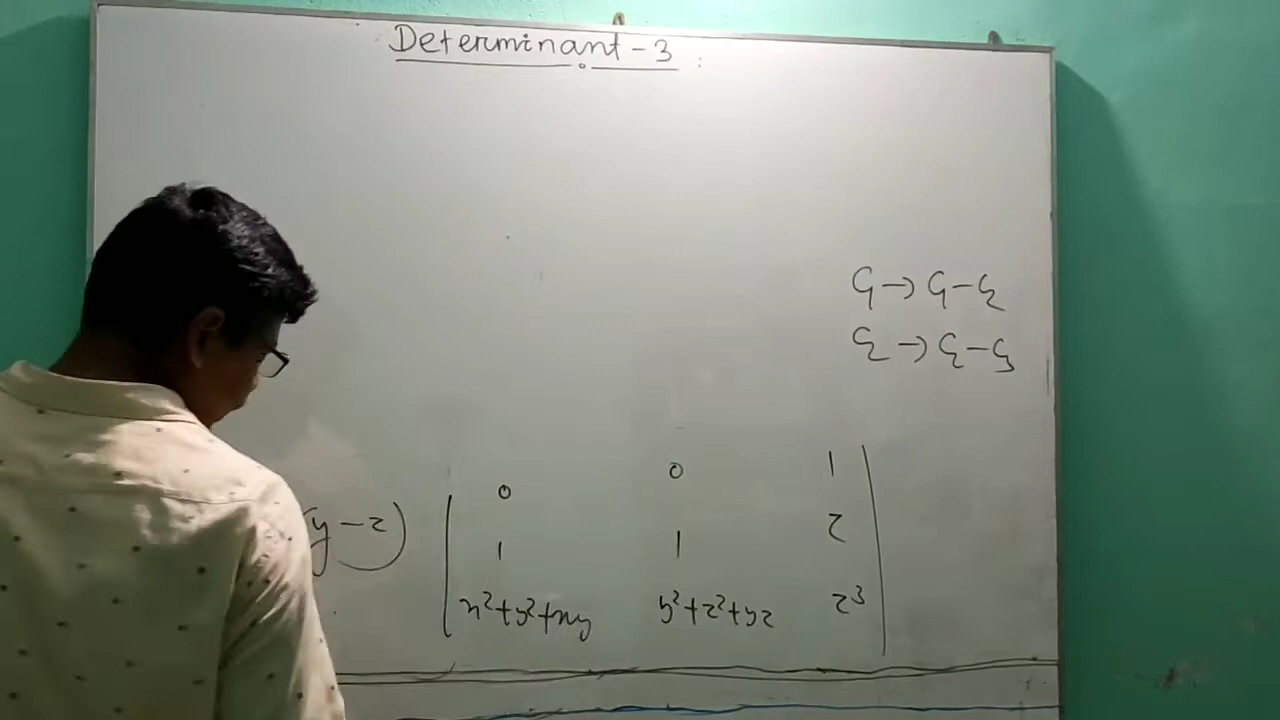 Determinant-3 :
C₁ → C₁ - C₂
C₂ → C₂ - C₃
0 0 1
(y - z) 1 1 z
x² + y² + xy y² + z² + yz z³